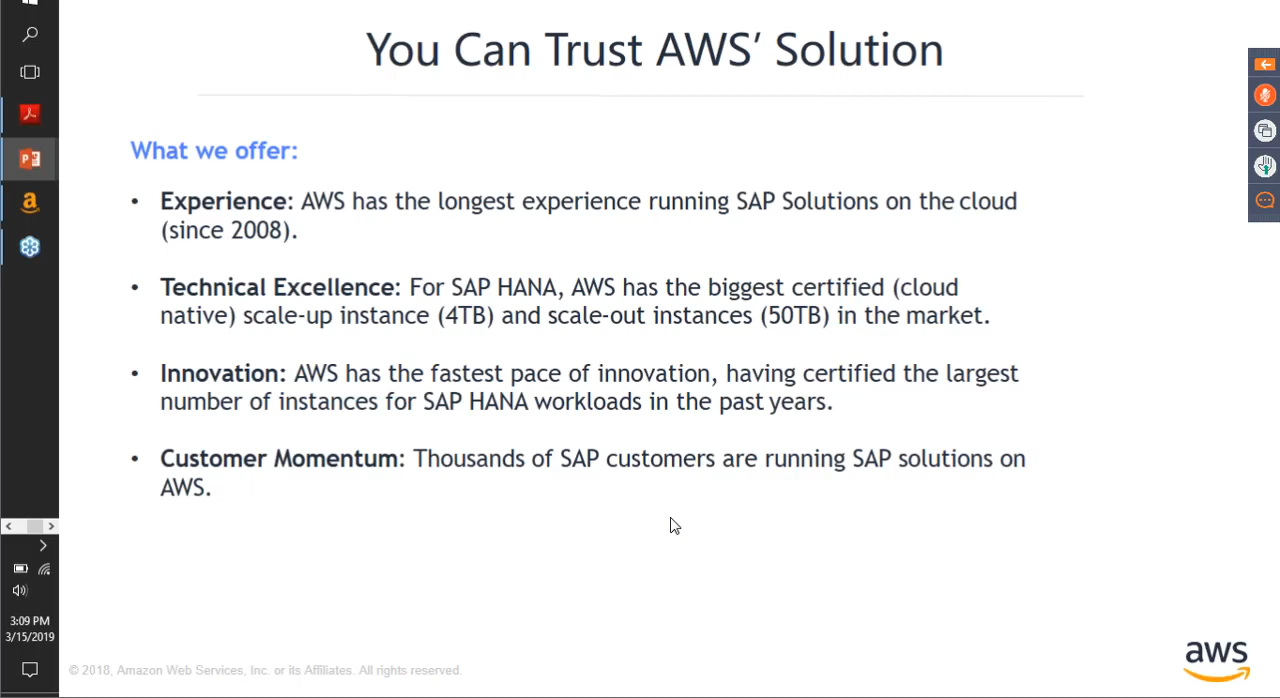 You Can Trust AWS’ Solution
What we offer:
• Experience: AWS has the longest experience running SAP Solutions on the cloud
(since 2008).
• Technical Excellence: For SAP HANA, AWS has the biggest certified (cloud
native) scale-up instance (4TB) and scale-out instances (50TB) in the market.
• Innovation: AWS has the fastest pace of innovation, having certified the largest
number of instances for SAP HANA workloads in the past years.
• Customer Momentum: Thousands of SAP customers are running SAP solutions on
AWS.
3:09 PM
3/15/2019
© 2018, Amazon Web Services, Inc. or its Affiliates. All rights reserved.
aws